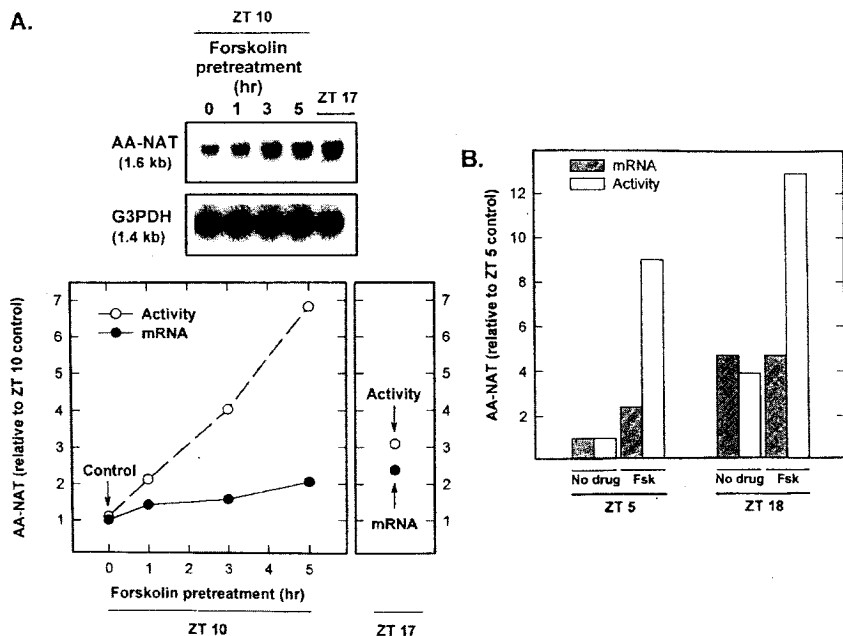 A.
ZT 10
Forskolin
pretreatment
(hr)
0 1 3 5 ZT 17
AA-NAT
(1.6 kb)
G3PDH
(1.4 kb)
AA-NAT (relative to ZT 10 control)
7
6
5
4
3
2
1
Activity
mRNA
Control
0 1 2 3 4 5
Forskolin pretreatment (hr)
ZT 10
7
6
5
4
3
2
1
Activity
mRNA
ZT 17
B.
AA-NAT (relative to ZT 5 control)
12
10
8
6
4
2
mRNA
Activity
No drug Fsk No drug Fsk
ZT 5 ZT 18